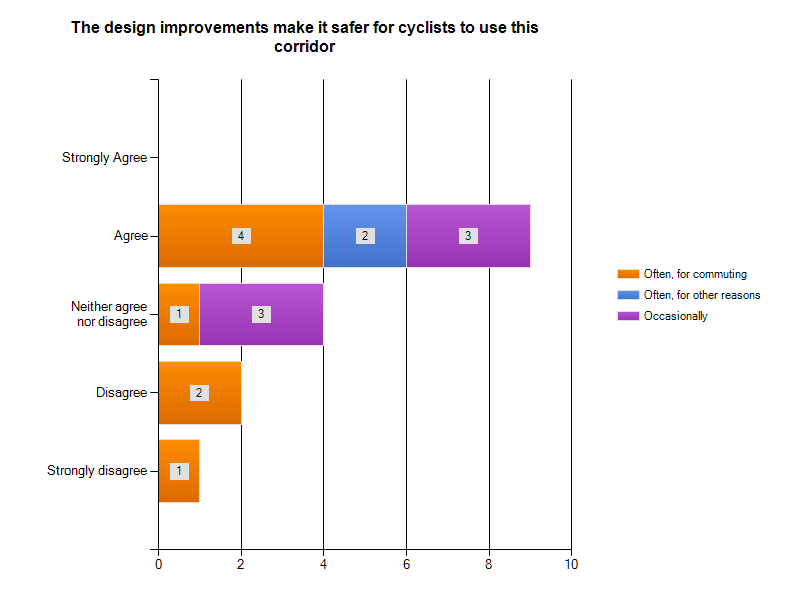 The design improvements make it safer for cyclists to use this
corridor
Strongly Agree
Agree
4
2
3
Neither agree
nor disagree
1
3
Disagree
2
Strongly disagree
1
0
2
4
6
8
10
Often, for commuting
Often, for other reasons
Occasionally